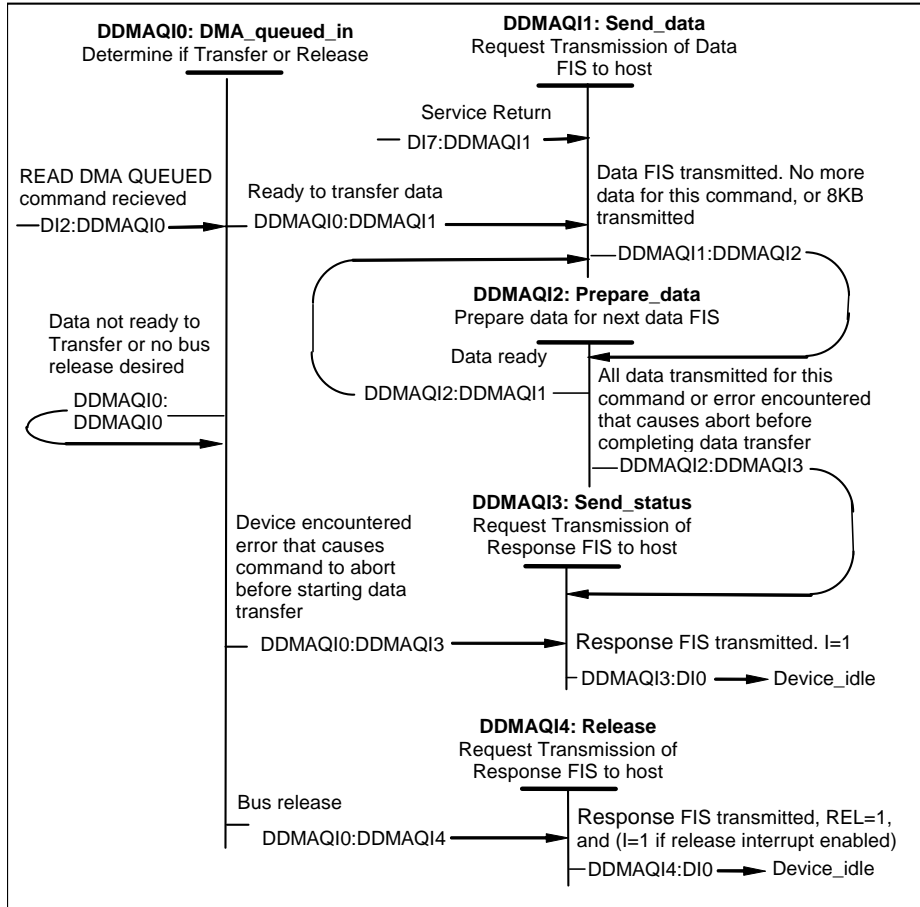 DDMAQI0: DMA_queued_in
Determine if Transfer or Release
READ DMA QUEUED
command recieved
DI2:DDMAQI0
Ready to transfer data
DDMAQI0:DDMAQI1
Data not ready to
Transfer or no bus
release desired
DDMAQI0:
DDMAQI0
Device encountered
error that causes
command to abort
before starting data
transfer
DDMAQI0:DDMAQI3
Bus release
DDMAQI0:DDMAQI4
DDMAQI1: Send_data
Request Transmission of Data
FIS to host
Service Return
DI7:DDMAQI1
Data FIS transmitted. No more
data for this command, or 8KB
transmitted
DDMAQI1:DDMAQI2
DDMAQI2: Prepare_data
Prepare data for next data FIS
Data ready
DDMAQI2:DDMAQI1
All data transmitted for this
command or error encountered
that causes abort before
completing data transfer
DDMAQI2:DDMAQI3
DDMAQI3: Send_status
Request Transmission of
Response FIS to host
Response FIS transmitted. I=1
DDMAQI3:DI0
Device_idle
DDMAQI4: Release
Request Transmission of
Response FIS to host
Response FIS transmitted, REL=1,
and (I=1 if release interrupt enabled)
DDMAQI4:DI0
Device_idle